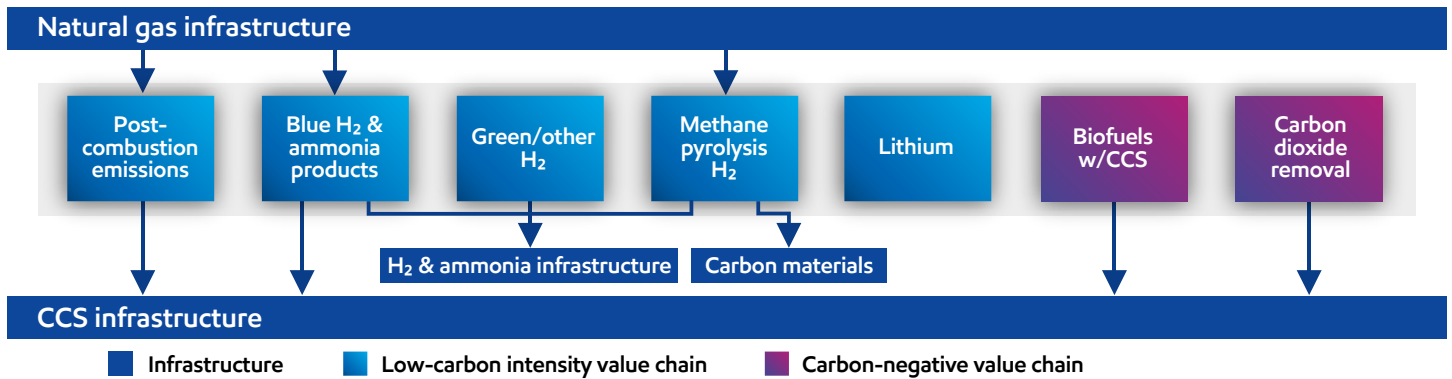 Natural gas infrastructure
Post-
combustion
emissions
Blue H₂ &
ammonia
products
Green/other
H₂
Methane
pyrolysis
H₂
Lithium
Biofuels
w/CCS
Carbon
dioxide
removal
H₂ & ammonia infrastructure
Carbon materials
CCS infrastructure
Infrastructure
Low-carbon intensity value chain
Carbon-negative value chain